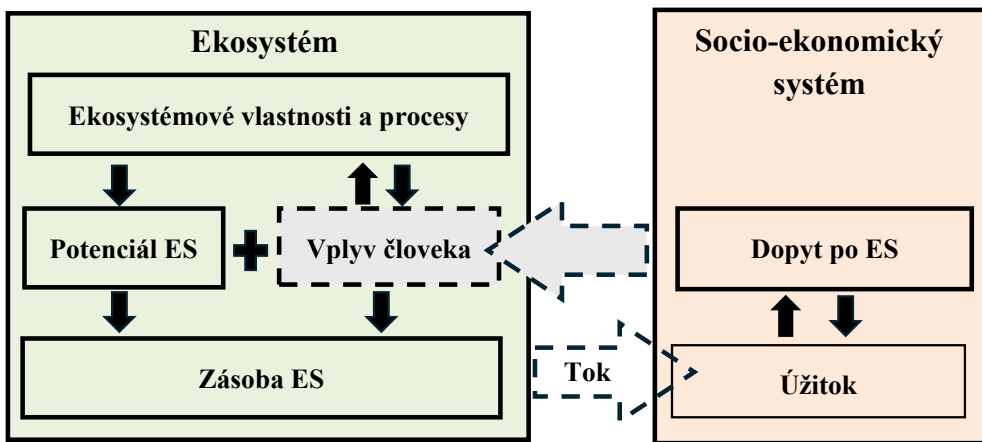 Ekosystém
Ekosystémové vlastnosti a procesy
Potenciál ES
Vplyv človeka
Zásoba ES
Tok
Socio-ekonomický
systém
Dopyt po ES
Úžitok